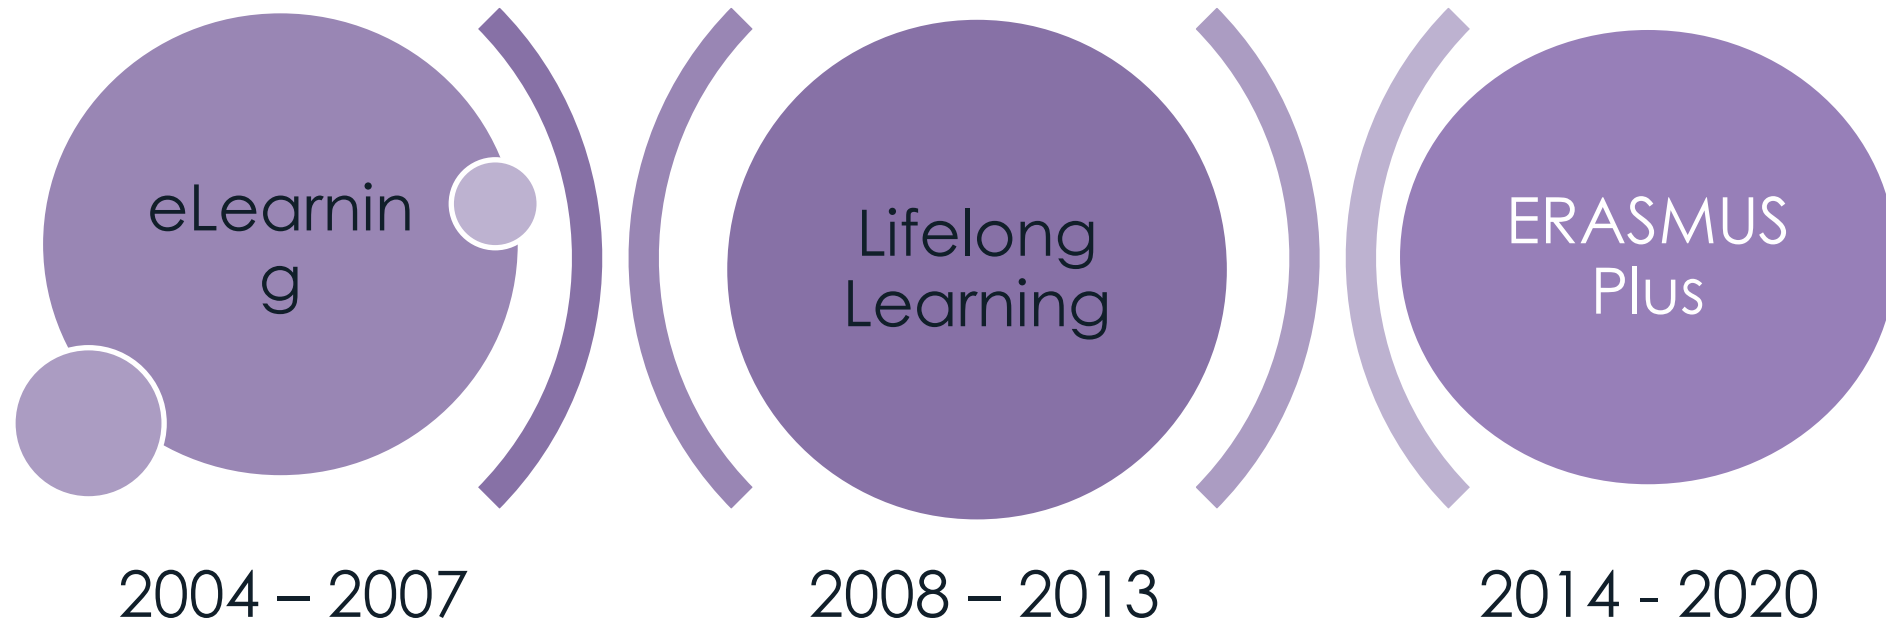 eLearnin
g
Lifelong
Learning
ERASMUS
Plus
2004 – 2007
2008 – 2013
2014 - 2020